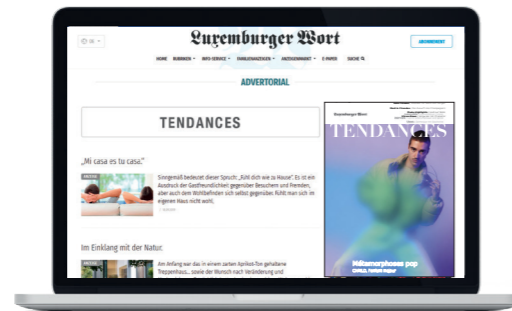 DE
Luxemburger Wort
ABONNEMENT
HOME RUBRIKEN INFO-SERVICE FAMILIENANZEIGEN ANZEIGENMARKT E-PAPER SUCHE
ADVERTORIAL
TENDANCES
„Mi casa es tu casa."
ANZEIGE
Sinngemäß bedeutet dieser Spruch: „Fühl dich wie zu Hause". Es ist ein
Ausdruck der Gastfreundlichkeit gegenüber Besuchern und Fremden,
aber auch dem Wohlbefinden sich selbst gegenüber. Fühlt man sich im
eigenen Haus nicht wohl,
Im Einklang mit der Natur.
ANZEIGE
Am Anfang war das in einem zarten Aprikot-Ton gehaltene
Treppenhaus... sowie der Wunsch nach Veränderung und
Luxemburger Wort
TENDANCES
Métamorphoses pop